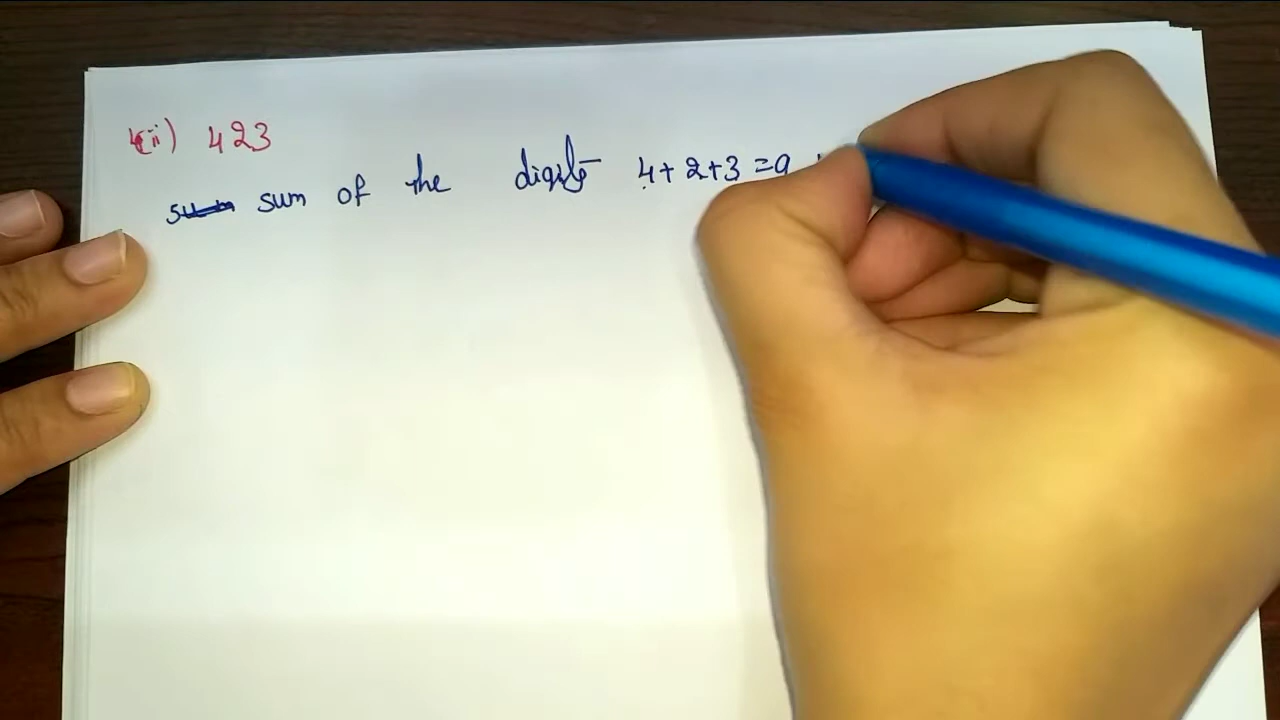 (ii) 423
sum of the digits 4+2+3=9